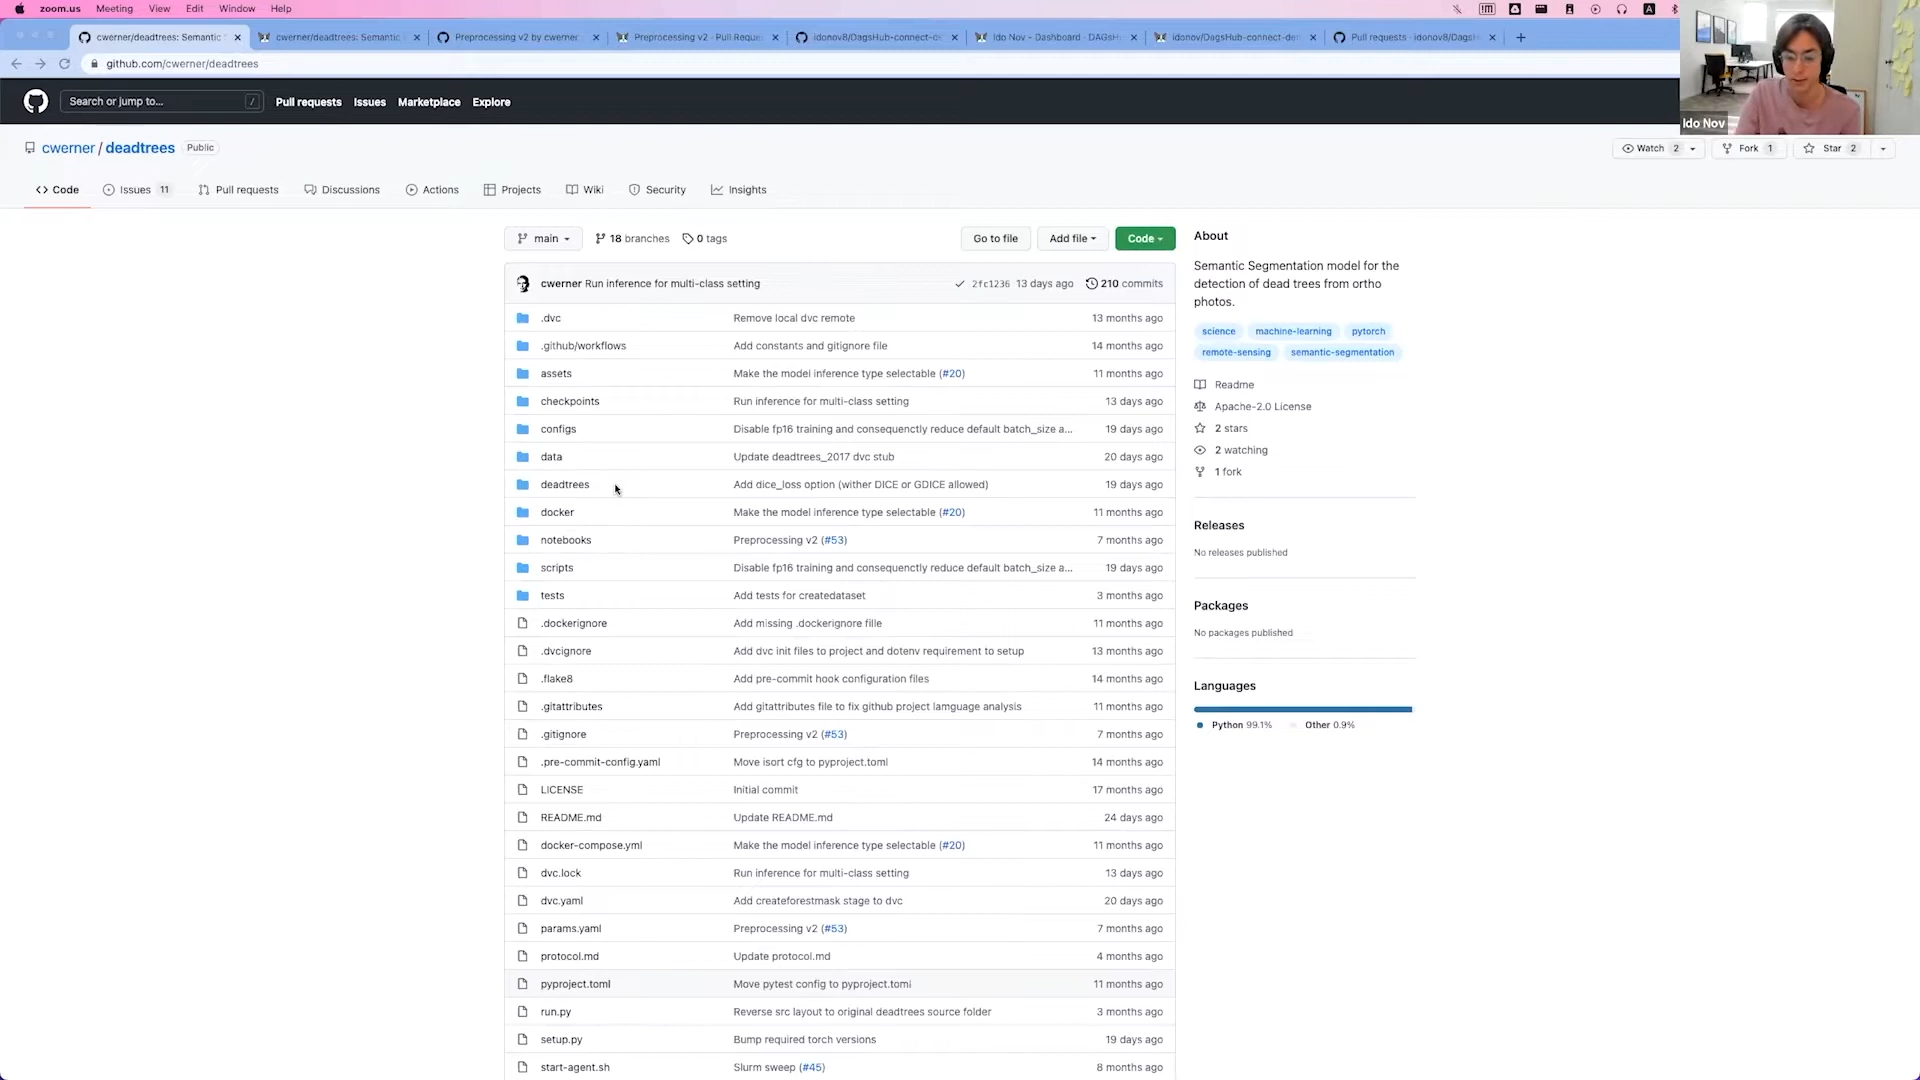 zoom.us Meeting View Edit Window Help
cwerner/deadtrees: Semantic cwerner/deadtrees: Semantic Preprocessing v2 by cwerner Preprocessing v2 - Pull Reque idonov8/DagsHub-connect-d Ido Nov - Dashboard - DAGsH idonov/DagsHub-connect-de Pull requests · idonov8/Dags
github.com/cwerner/deadtrees
Search or jump to... / Pull requests Issues Marketplace Explore
Ido Nov
cwerner / deadtrees Public Watch 2 Fork 1 Star 2
Code Issues 11 Pull requests Discussions Actions Projects Wiki Security Insights
main 18 branches 0 tags Go to file Add file Code
cwerner Run inference for multi-class setting 2fc1236 13 days ago 210 commits
.dvc Remove local dvc remote 13 months ago
.github/workflows Add constants and gitignore file 14 months ago
assets Make the model inference type selectable (#20) 11 months ago
checkpoints Run inference for multi-class setting 13 days ago
configs Disable fp16 training and consequenctly reduce default batch_size a... 19 days ago
data Update deadtrees_2017 dvc stub 20 days ago
deadtrees Add dice_loss option (wither DICE or GDICE allowed) 19 days ago
docker Make the model inference type selectable (#20) 11 months ago
notebooks Preprocessing v2 (#53) 7 months ago
scripts Disable fp16 training and consequenctly reduce default batch_size a... 19 days ago
tests Add tests for createdataset 3 months ago
.dockerignore Add missing .dockerignore fille 11 months ago
.dvcignore Add dvc init files to project and dotenv requirement to setup 13 months ago
.flake8 Add pre-commit hook configuration files 14 months ago
.gitattributes Add gitattributes file to fix github project lamguage analysis 11 months ago
.gitignore Preprocessing v2 (#53) 7 months ago
.pre-commit-config.yaml Move isort cfg to pyproject.toml 14 months ago
LICENSE Initial commit 17 months ago
README.md Update README.md 24 days ago
docker-compose.yml Make the model inference type selectable (#20) 11 months ago
dvc.lock Run inference for multi-class setting 13 days ago
dvc.yaml Add createforestmask stage to dvc 20 days ago
params.yaml Preprocessing v2 (#53) 7 months ago
protocol.md Update protocol.md 4 months ago
pyproject.toml Move pytest config to pyproject.toml 11 months ago
run.py Reverse src layout to original deadtrees source folder 3 months ago
setup.py Bump required torch versions 19 days ago
start-agent.sh Slurm sweep (#45) 8 months ago
About
Semantic Segmentation model for the
detection of dead trees from ortho
photos.
science machine-learning pytorch
remote-sensing semantic-segmentation
Readme
Apache-2.0 License
2 stars
2 watching
1 fork
Releases
No releases published
Packages
No packages published
Languages
Python 99.1% Other 0.9%